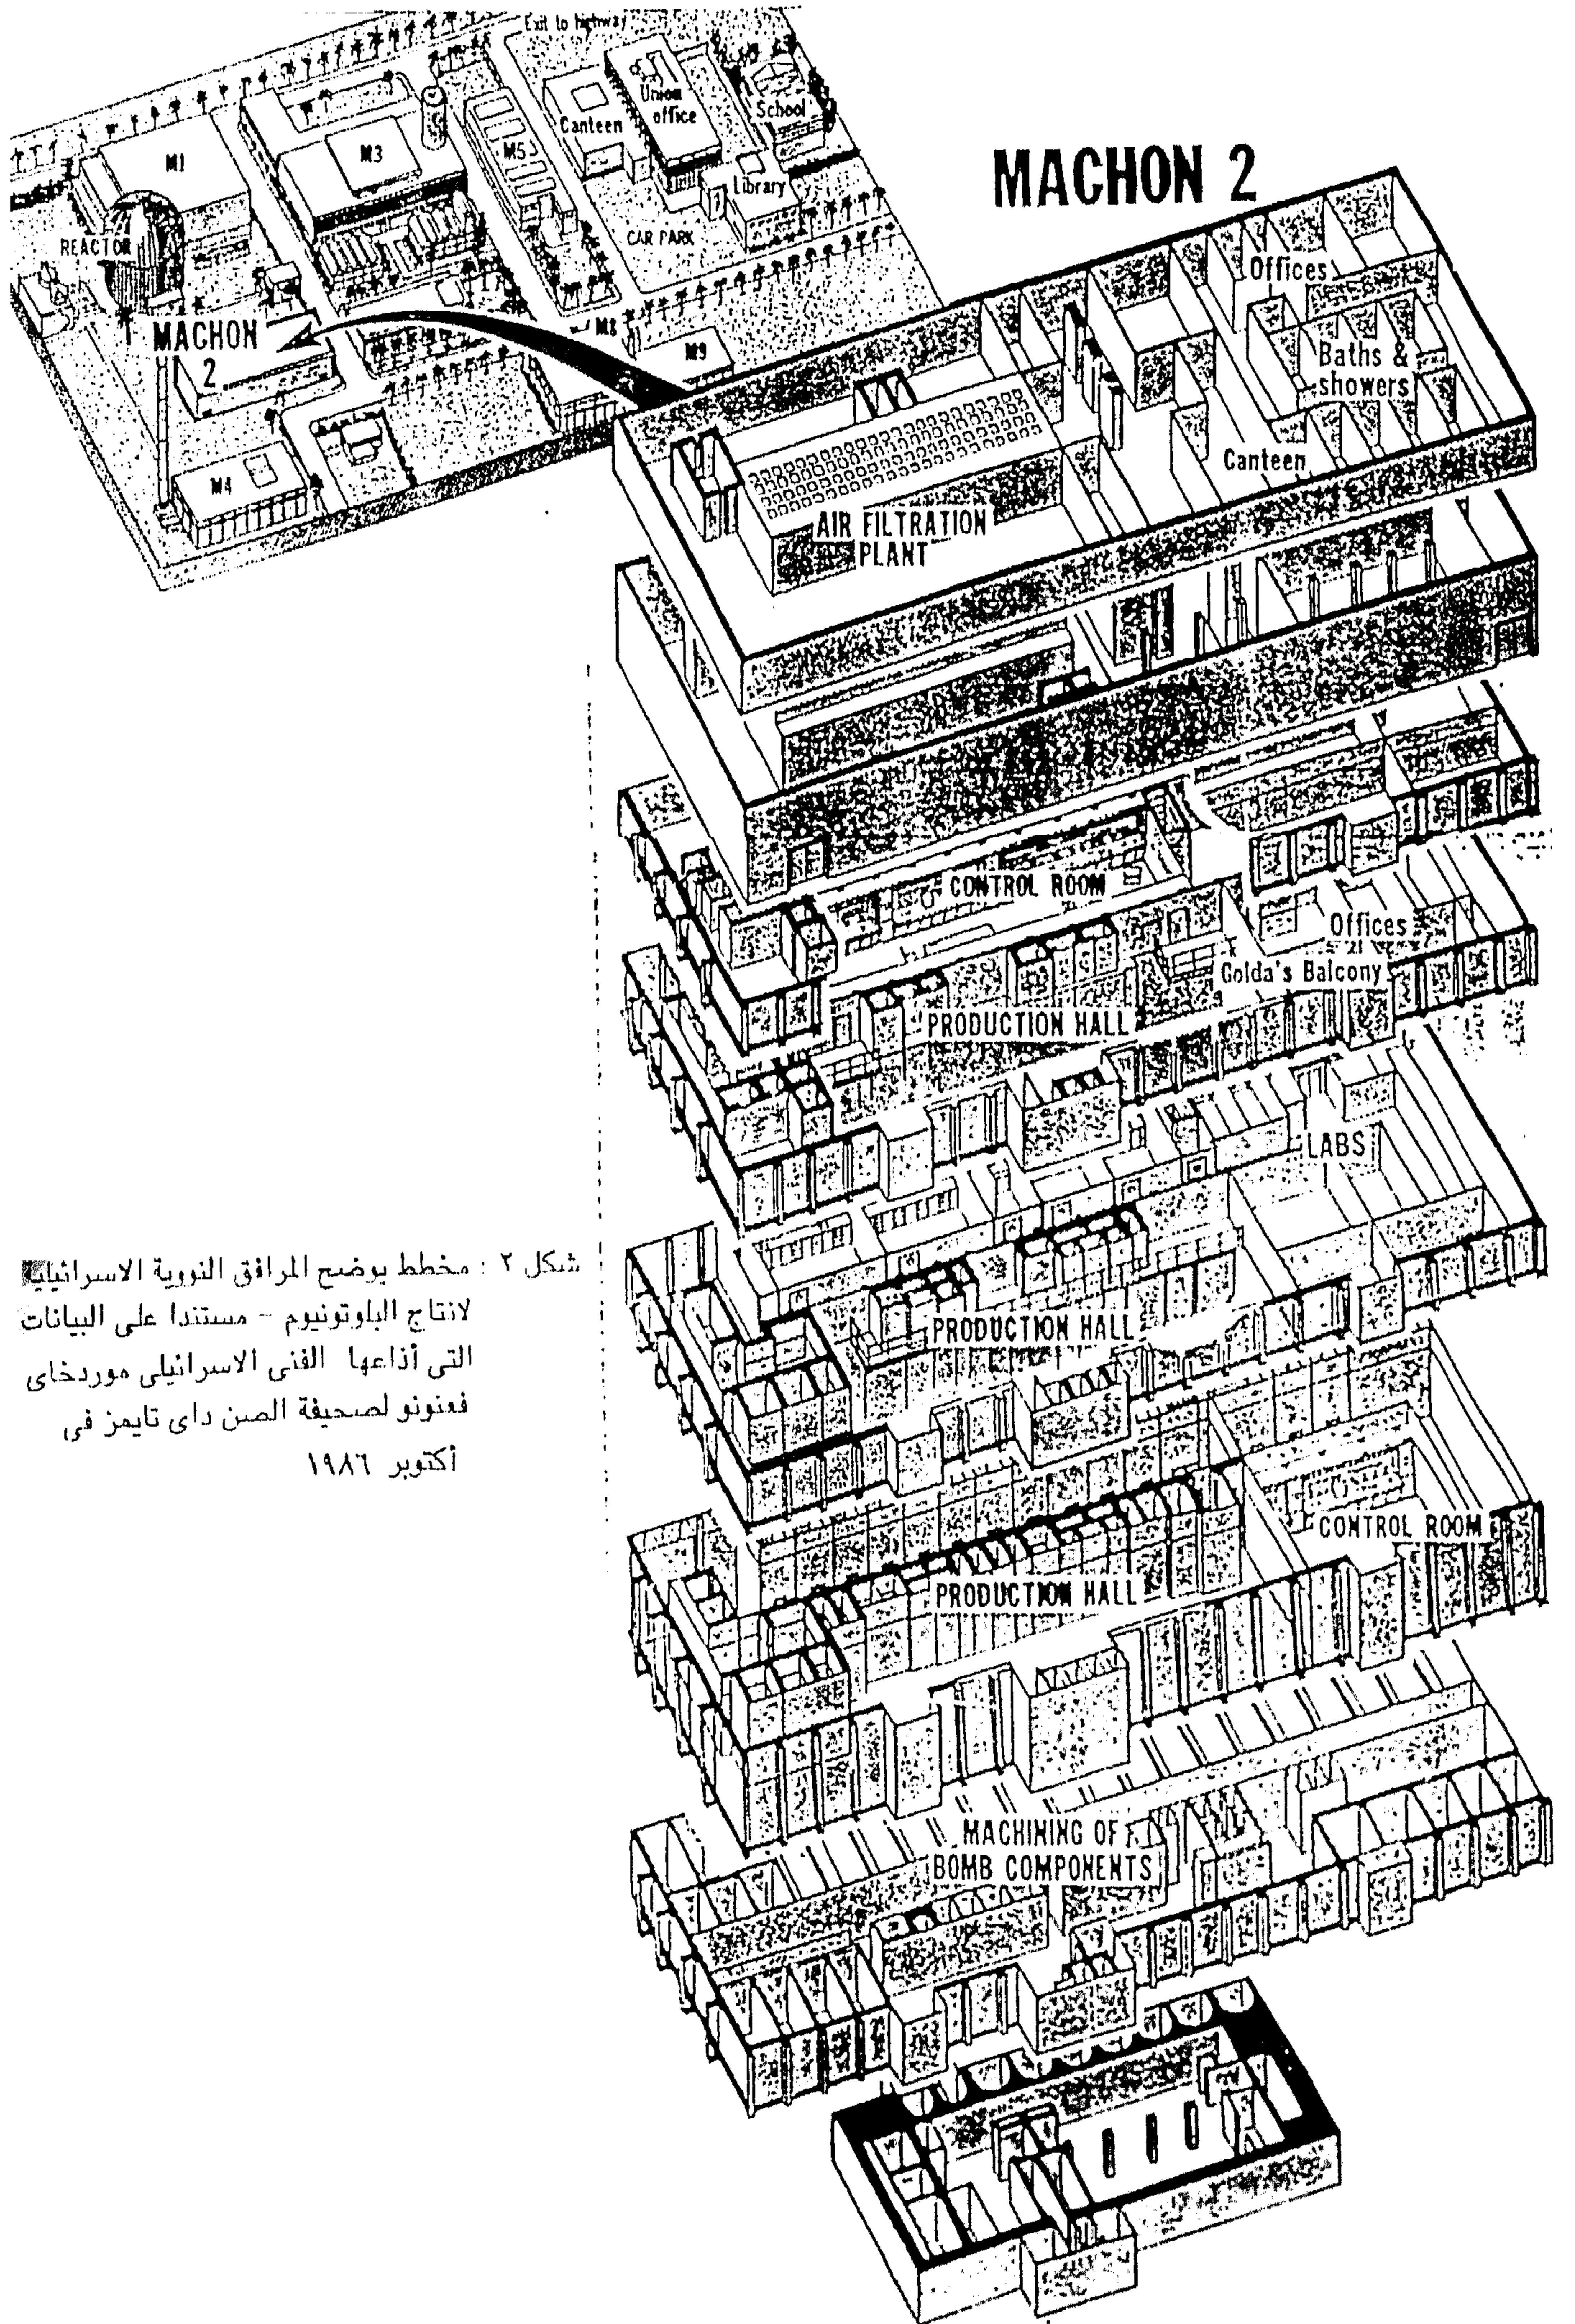 Exit to highway
Union
office
School
Canteen
M1
M3
M5
Library
CAR PARK
REACTOR
MACHON
2
M8
M9
M4
MACHON 2
Offices
Baths &
showers
Canteen
AIR FILTRATION
PLANT
CONTROL ROOM
Offices
Golda's Balcony
PRODUCTION HALL
LABS
PRODUCTION HALL
CONTROL ROOM
PRODUCTION HALL
MACHINING OF
BOMB COMPONENTS
شكل ٢ : مخطط يوضح المرافق النووية الاسرائيلية
لانتاج البلوتونيوم - مستندا على البيانات
التى أذاعها الفنى الاسرائيلى موردخاى
فعنونو لصحيفة الصن داى تايمز فى
أكتوبر ١٩٨٦